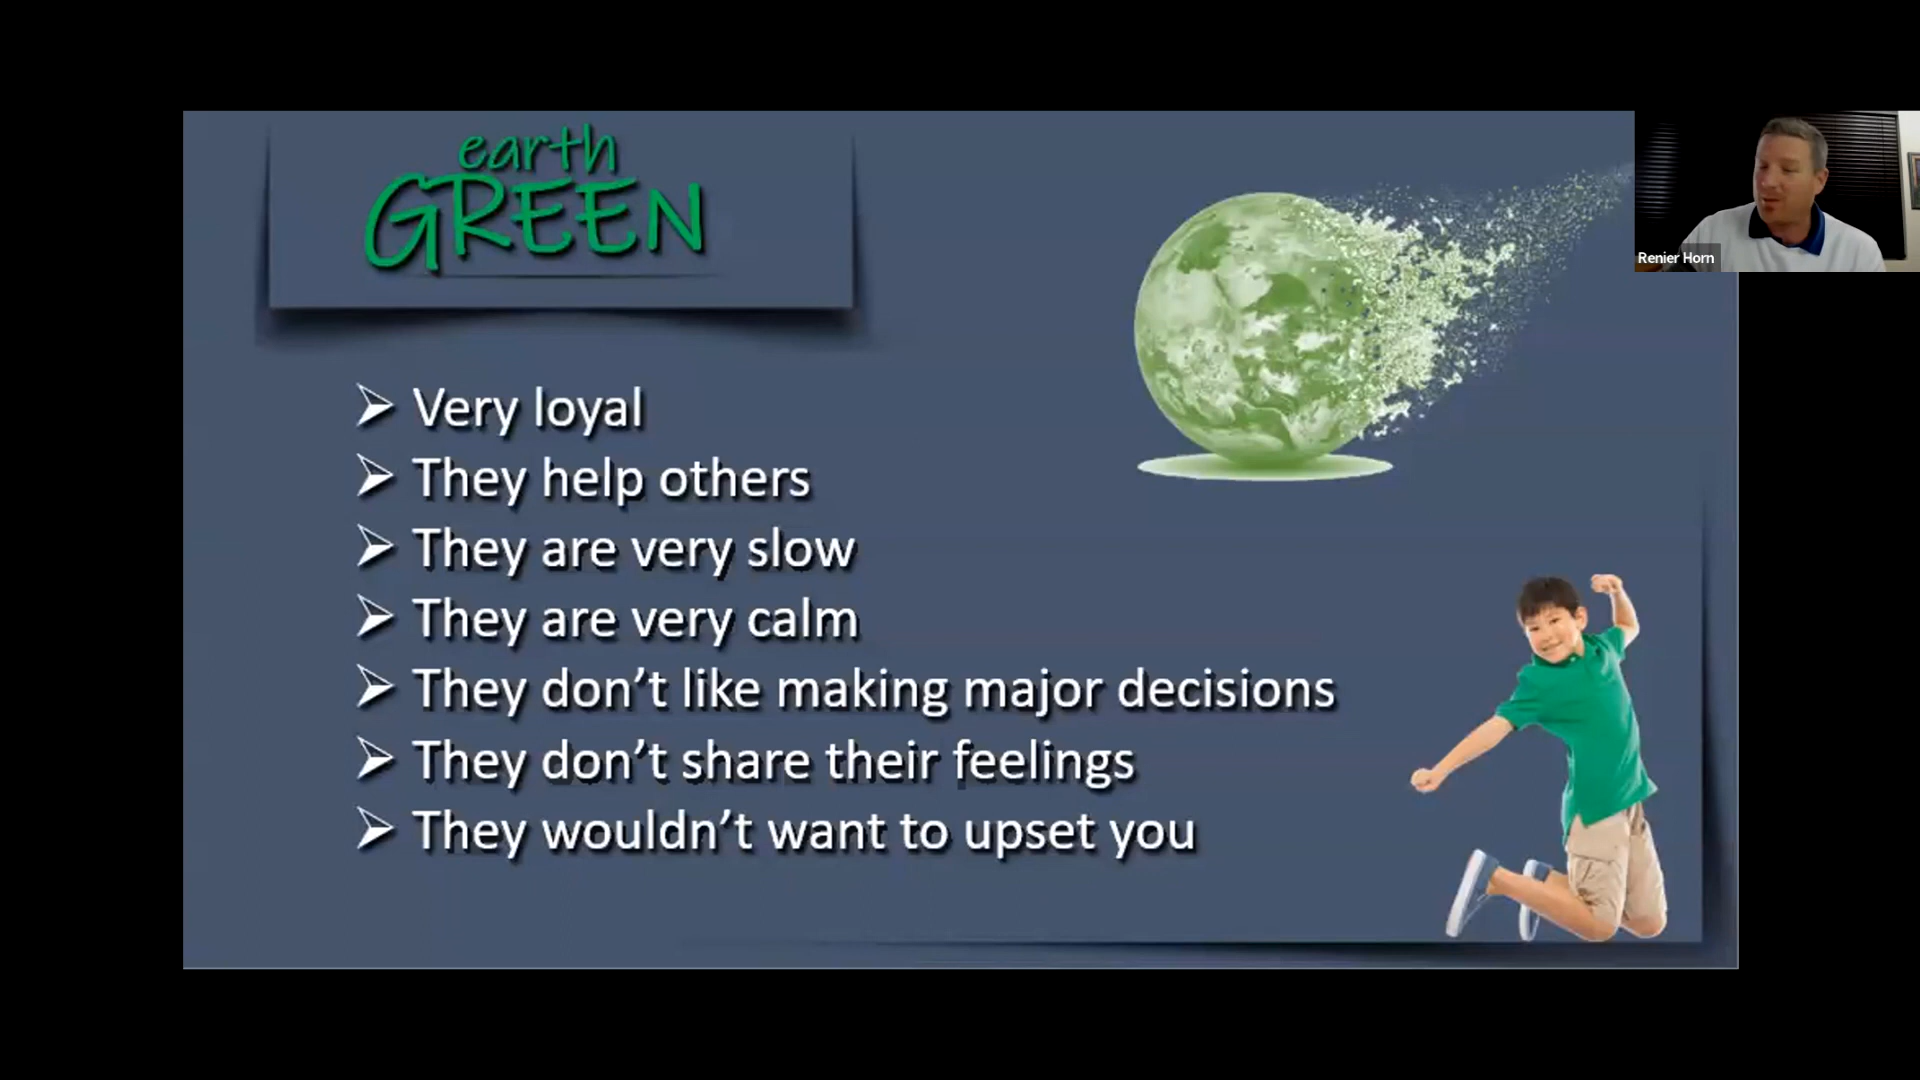 earth
GREEN
Renier Horn
➢ Very loyal
➢ They help others
➢ They are very slow
➢ They are very calm
➢ They don’t like making major decisions
➢ They don’t share their feelings
➢ They wouldn’t want to upset you